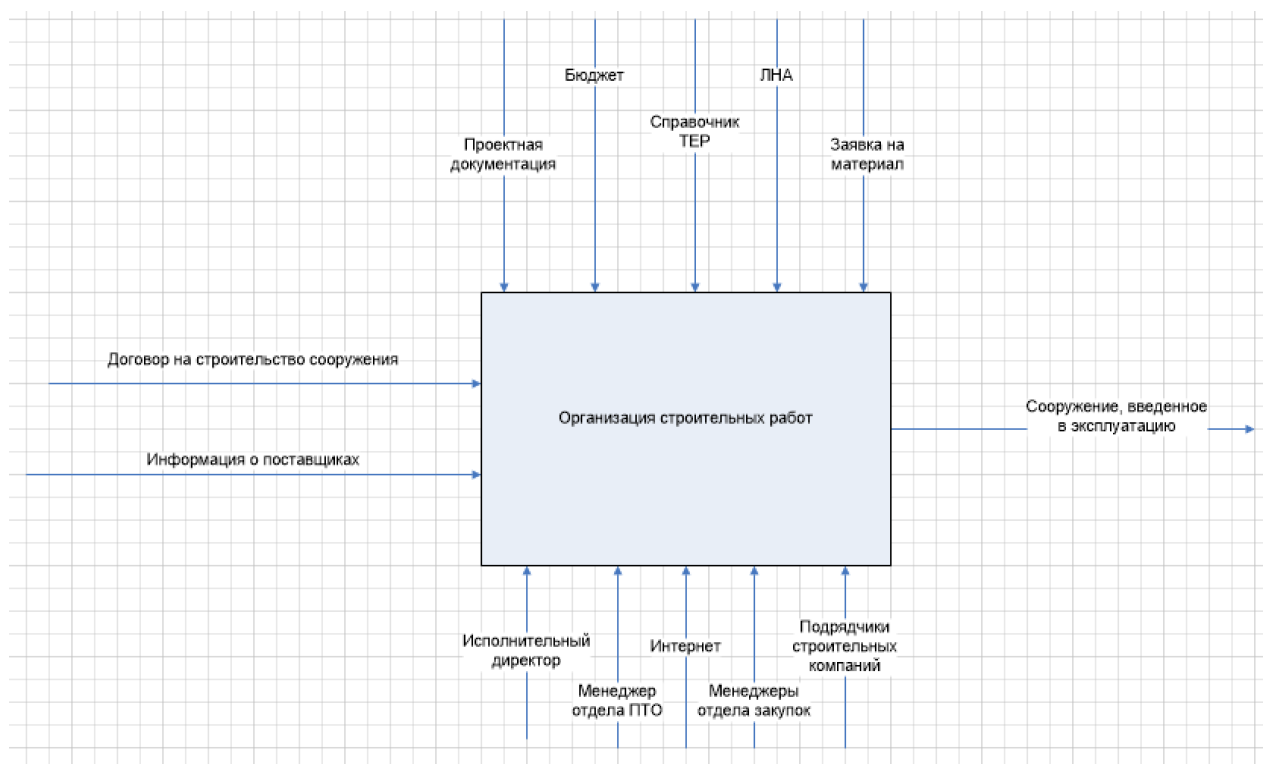 Бюджет
ЛНА
Справочник
ТЕР
Проектная
документация
Заявка на
материал
Договор на строительство сооружения
Информация о поставщиках
Организация строительных работ
Сооружение, введенное
в эксплуатацию
Исполнительный
директор
Менеджер
отдела ПТО
Интернет
Менеджеры
отдела закупок
Подрядчики
строительных
компаний